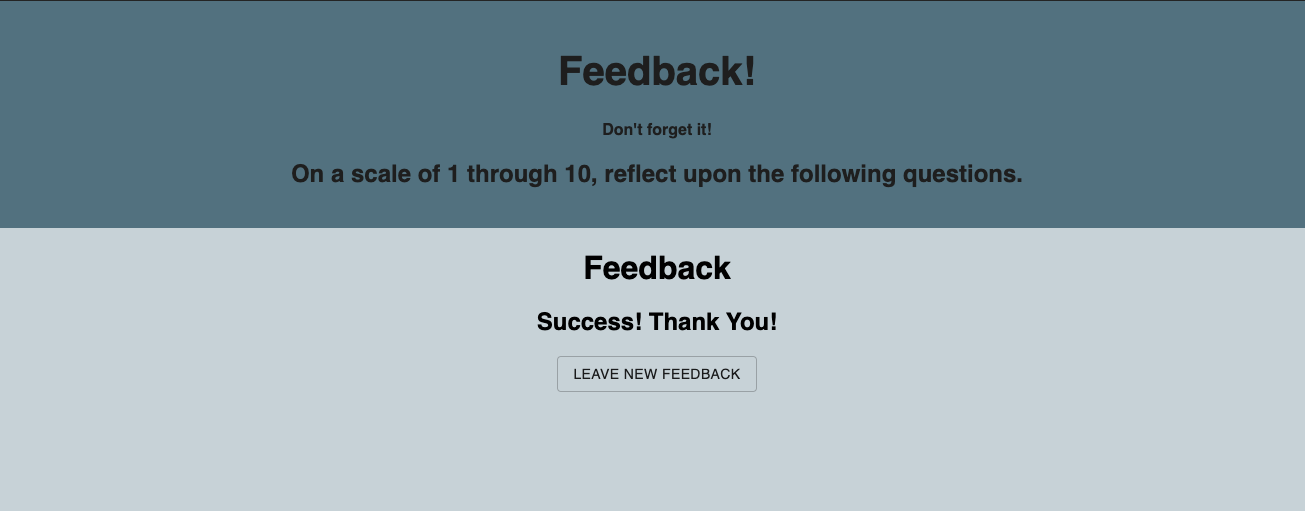 Feedback!
Don't forget it!
On a scale of 1 through 10, reflect upon the following questions.
Feedback
Success! Thank You!
LEAVE NEW FEEDBACK